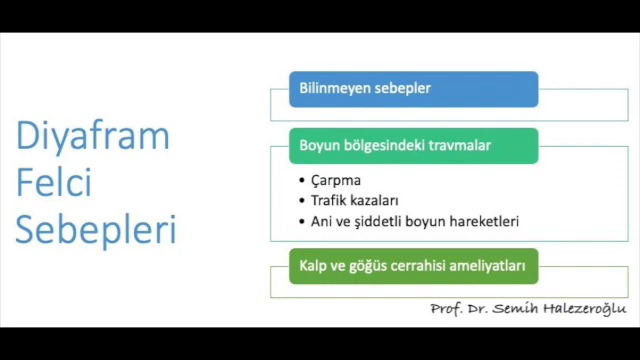 Diyafram
Felci
Sebepleri
Bilinmeyen sebepler
Boyun bölgesindeki travmalar
• Çarpma
• Trafik kazaları
• Ani ve şiddetli boyun hareketleri
Kalp ve göğüs cerrahisi ameliyatları
Prof. Dr. Semih Halezeroğlu